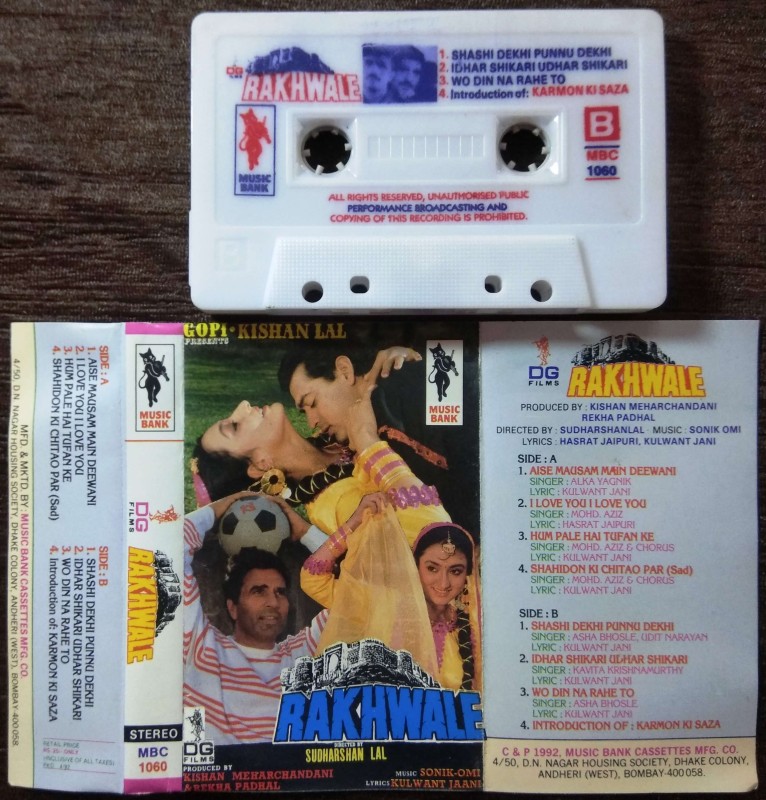 DG
FILMS
RAKHWALE
1. SHASHI DEKHI PUNNU DEKHI
2. IDHAR SHIKARI UDHAR SHIKARI
3. WO DIN NA RAHE TO
4. Introduction of: KARMON KI SAZA
MUSIC
BANK
B
MBC
1060
ALL RIGHTS RESERVED, UNAUTHORISED PUBLIC
PERFORMANCE BROADCASTING AND
COPYING OF THIS RECORDING IS PROHIBITED.
B
SIDE : A
1. AISE MAUSAM MAIN DEEWANI
2. I LOVE YOU I LOVE YOU
3. HUM PALE HAI TUFAN KE
4. SHAHIDON KI CHITAO PAR (Sad)
SIDE : B
1. SHASHI DEKHI PUNNU DEKHI
2. IDHAR SHIKARI UDHAR SHIKARI
3. WO DIN NA RAHE TO
4. Introduction of: KARMON KI SAZA
MFD. & MKTD. BY: MUSIC BANK CASSETTES MFG. CO.
4/50, D.N. NAGAR HOUSING SOCIETY, DHAKE COLONY, ANDHERI (WEST), BOMBAY-400 058.
RETAIL PRICE
ONLY
(INCLUSIVE OF ALL TAXES)
MUSIC
BANK
DG
FILMS
RAKHWALE
STEREO
MBC
1060
GOPI • KISHAN LAL
PRESENTS
MUSIC
BANK
RAKHWALE
DIRECTED BY
SUDHARSHAN LAL
DG
FILMS
PRODUCED BY
KISHAN MEHARCHANDANI
& REKHA PADHAL
MUSIC SONIK-OMI
LYRICS KULWANT JAANI
DG
FILMS
RAKHWALE
PRODUCED BY : KISHAN MEHARCHANDANI
REKHA PADHAL
DIRECTED BY : SUDHARSHANLAL MUSIC : SONIK OMI
LYRICS : HASRAT JAIPURI, KULWANT JANI
SIDE : A
1. AISE MAUSAM MAIN DEEWANI
SINGER : ALKA YAGNIK
LYRIC : KULWANT JANI
2. I LOVE YOU I LOVE YOU
SINGER : MOHD. AZIZ
LYRIC : HASRAT JAIPURI
3. HUM PALE HAI TUFAN KE
SINGER : MOHD. AZIZ & CHORUS
LYRIC : KULWANT JANI
4. SHAHIDON KI CHITAO PAR (Sad)
SINGER : MOHD. AZIZ & CHORUS
LYRIC : KULWANT JANI
SIDE : B
1. SHASHI DEKHI PUNNU DEKHI
SINGER : ASHA BHOSLE, UDIT NARAYAN
LYRIC : KULWANT JANI
2. IDHAR SHIKARI UDHAR SHIKARI
SINGER : KAVITA KRISHNAMURTHY
LYRIC : KULWANT JANI
3. WO DIN NA RAHE TO
SINGER : ASHA BHOSLE
LYRIC : KULWANT JANI
4. INTRODUCTION OF : KARMON KI SAZA
C & P 1992, MUSIC BANK CASSETTES MFG. CO.
4/50, D.N. NAGAR HOUSING SOCIETY, DHAKE COLONY,
ANDHERI (WEST), BOMBAY-400 058.